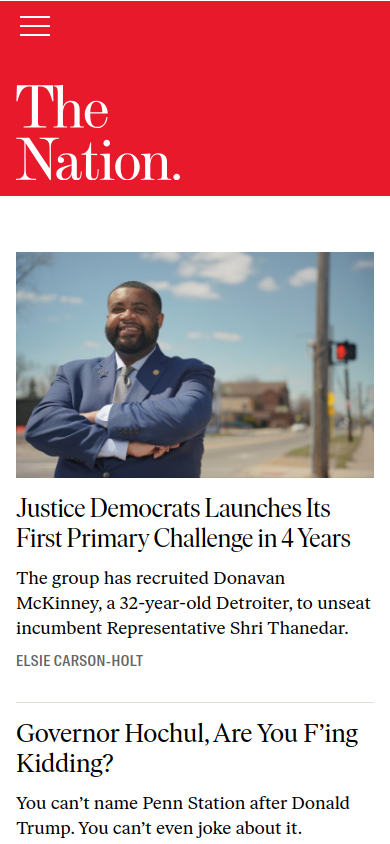 The
Nation.
Justice Democrats Launches Its
First Primary Challenge in 4 Years
The group has recruited Donavan
McKinney, a 32-year-old Detroiter, to unseat
incumbent Representative Shri Thanedar.
ELSIE CARSON-HOLT
Governor Hochul, Are You F’ing
Kidding?
You can’t name Penn Station after Donald
Trump. You can’t even joke about it.